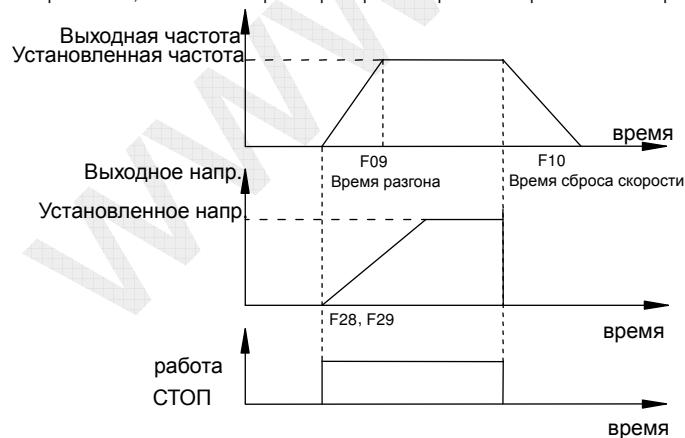 Выходная частота
Установленная частота
время
F09
F10
Время разгона
Время сброса скорости
Выходное напр.
Установленное напр.
F28, F29
время
работа
СТОП
время